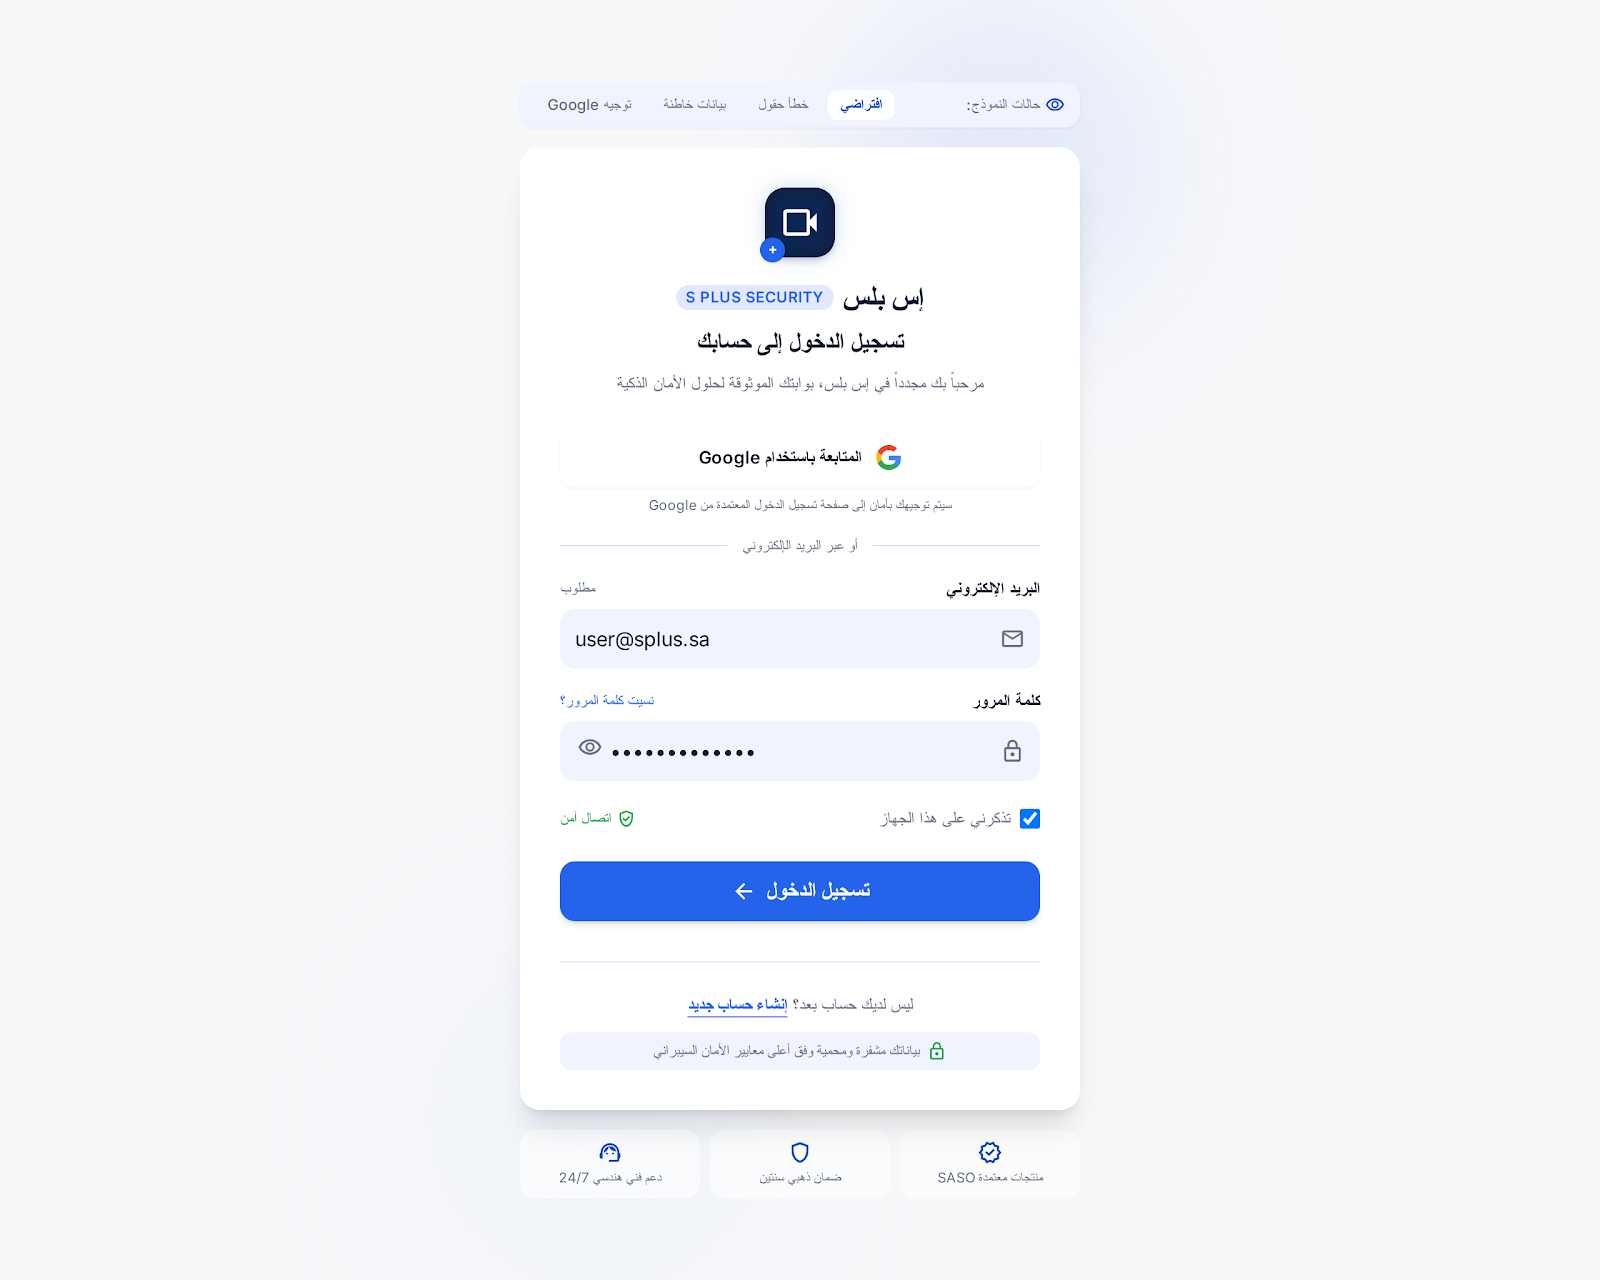 حالات النموذج: افتراضي خطأ حقول بيانات خاطئة توجيه Google
إس بلس S PLUS SECURITY
تسجيل الدخول إلى حسابك
مرحباً بك مجدداً في إس بلس، بوابتك الموثوقة لحلول الأمان الذكية
المتابعة باستخدام Google
سيتم توجيهك بأمان إلى صفحة تسجيل الدخول المعتمدة من Google
أو عبر البريد الإلكتروني
البريد الإلكتروني مطلوب
user@splus.sa
كلمة المرور نسيت كلمة المرور؟
•••••••••••••
تذكرني على هذا الجهاز اتصال آمن
تسجيل الدخول
ليس لديك حساب بعد؟ إنشاء حساب جديد
بياناتك مشفرة ومحمية وفق أعلى معايير الأمان السيبراني
منتجات معتمدة SASO ضمان ذهبي سنتين دعم فني هندسي 24/7